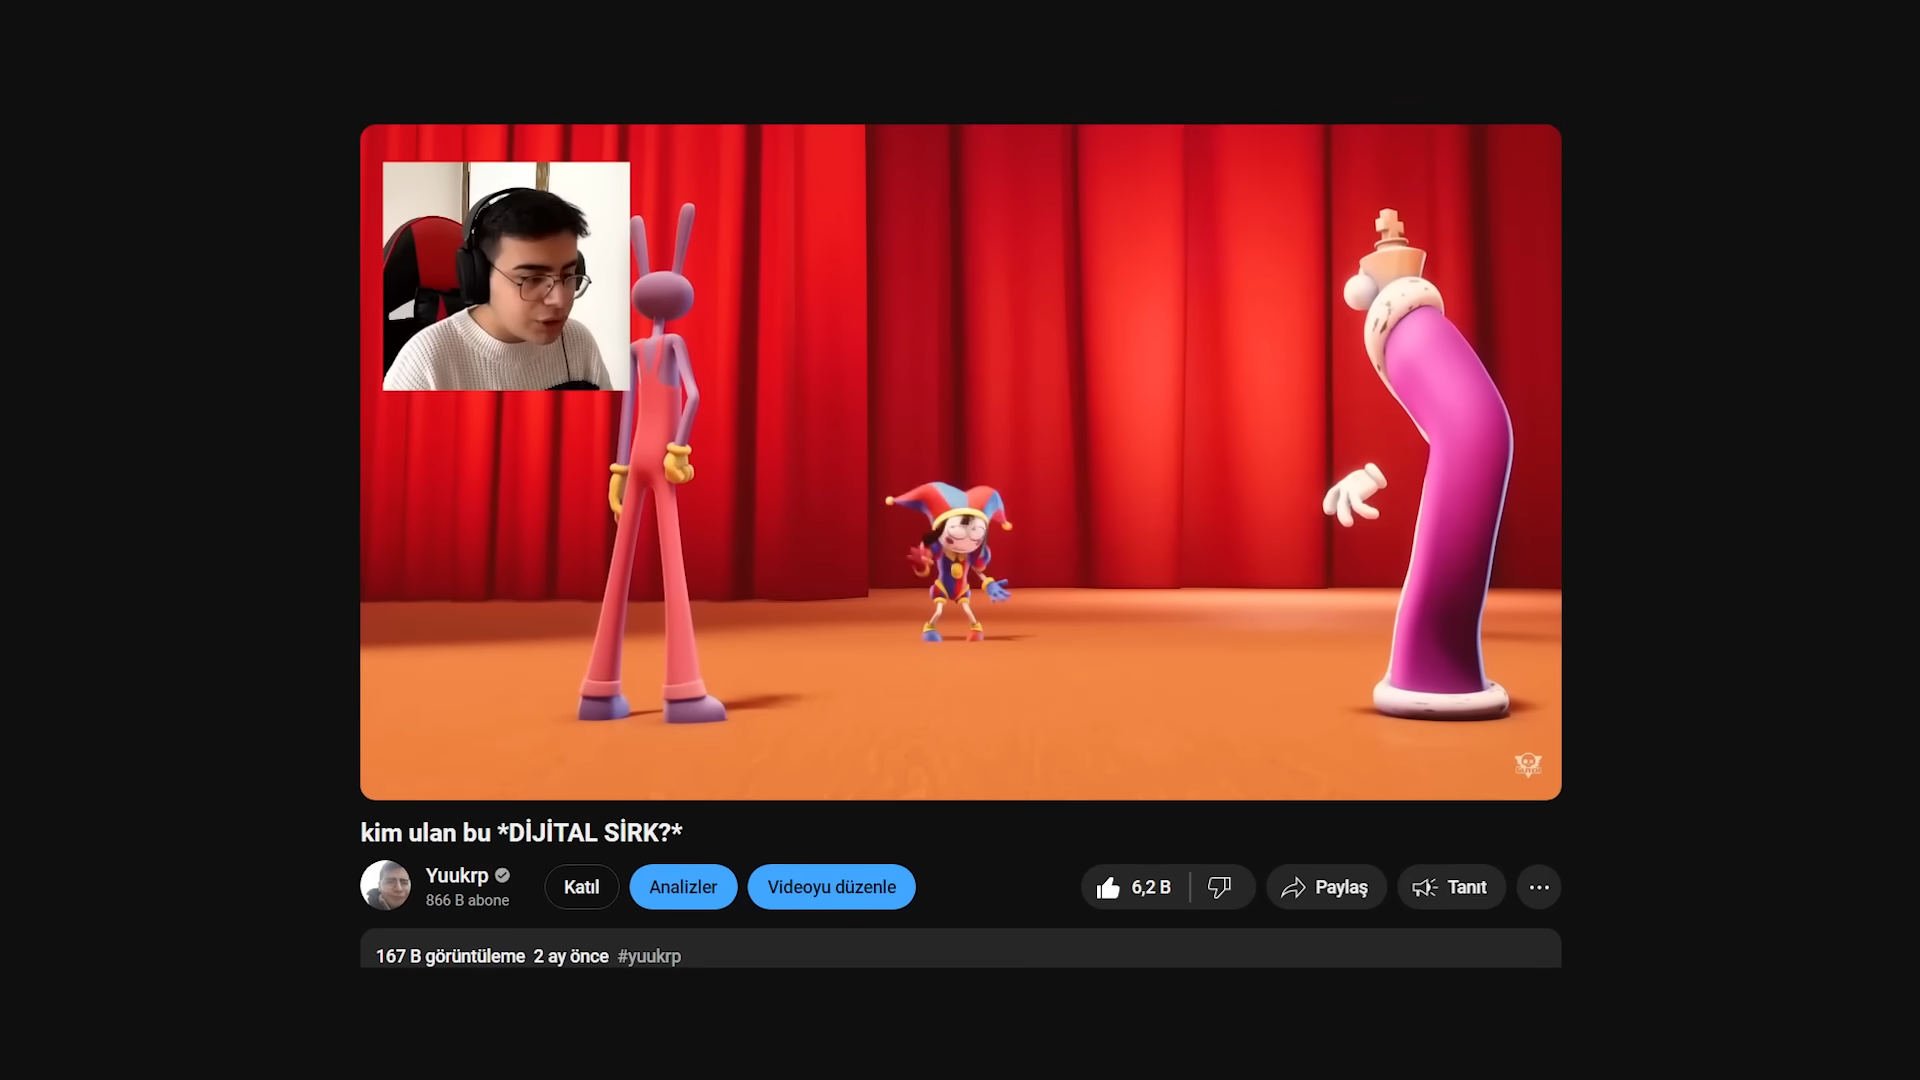 kim ulan bu *DİJİTAL SİRK?*
Yuukrp
866 B abone
Katıl
Analizler
Videoyu düzenle
6,2 B
Paylaş
Tanıt
167 B görüntüleme 2 ay önce #yuukrp